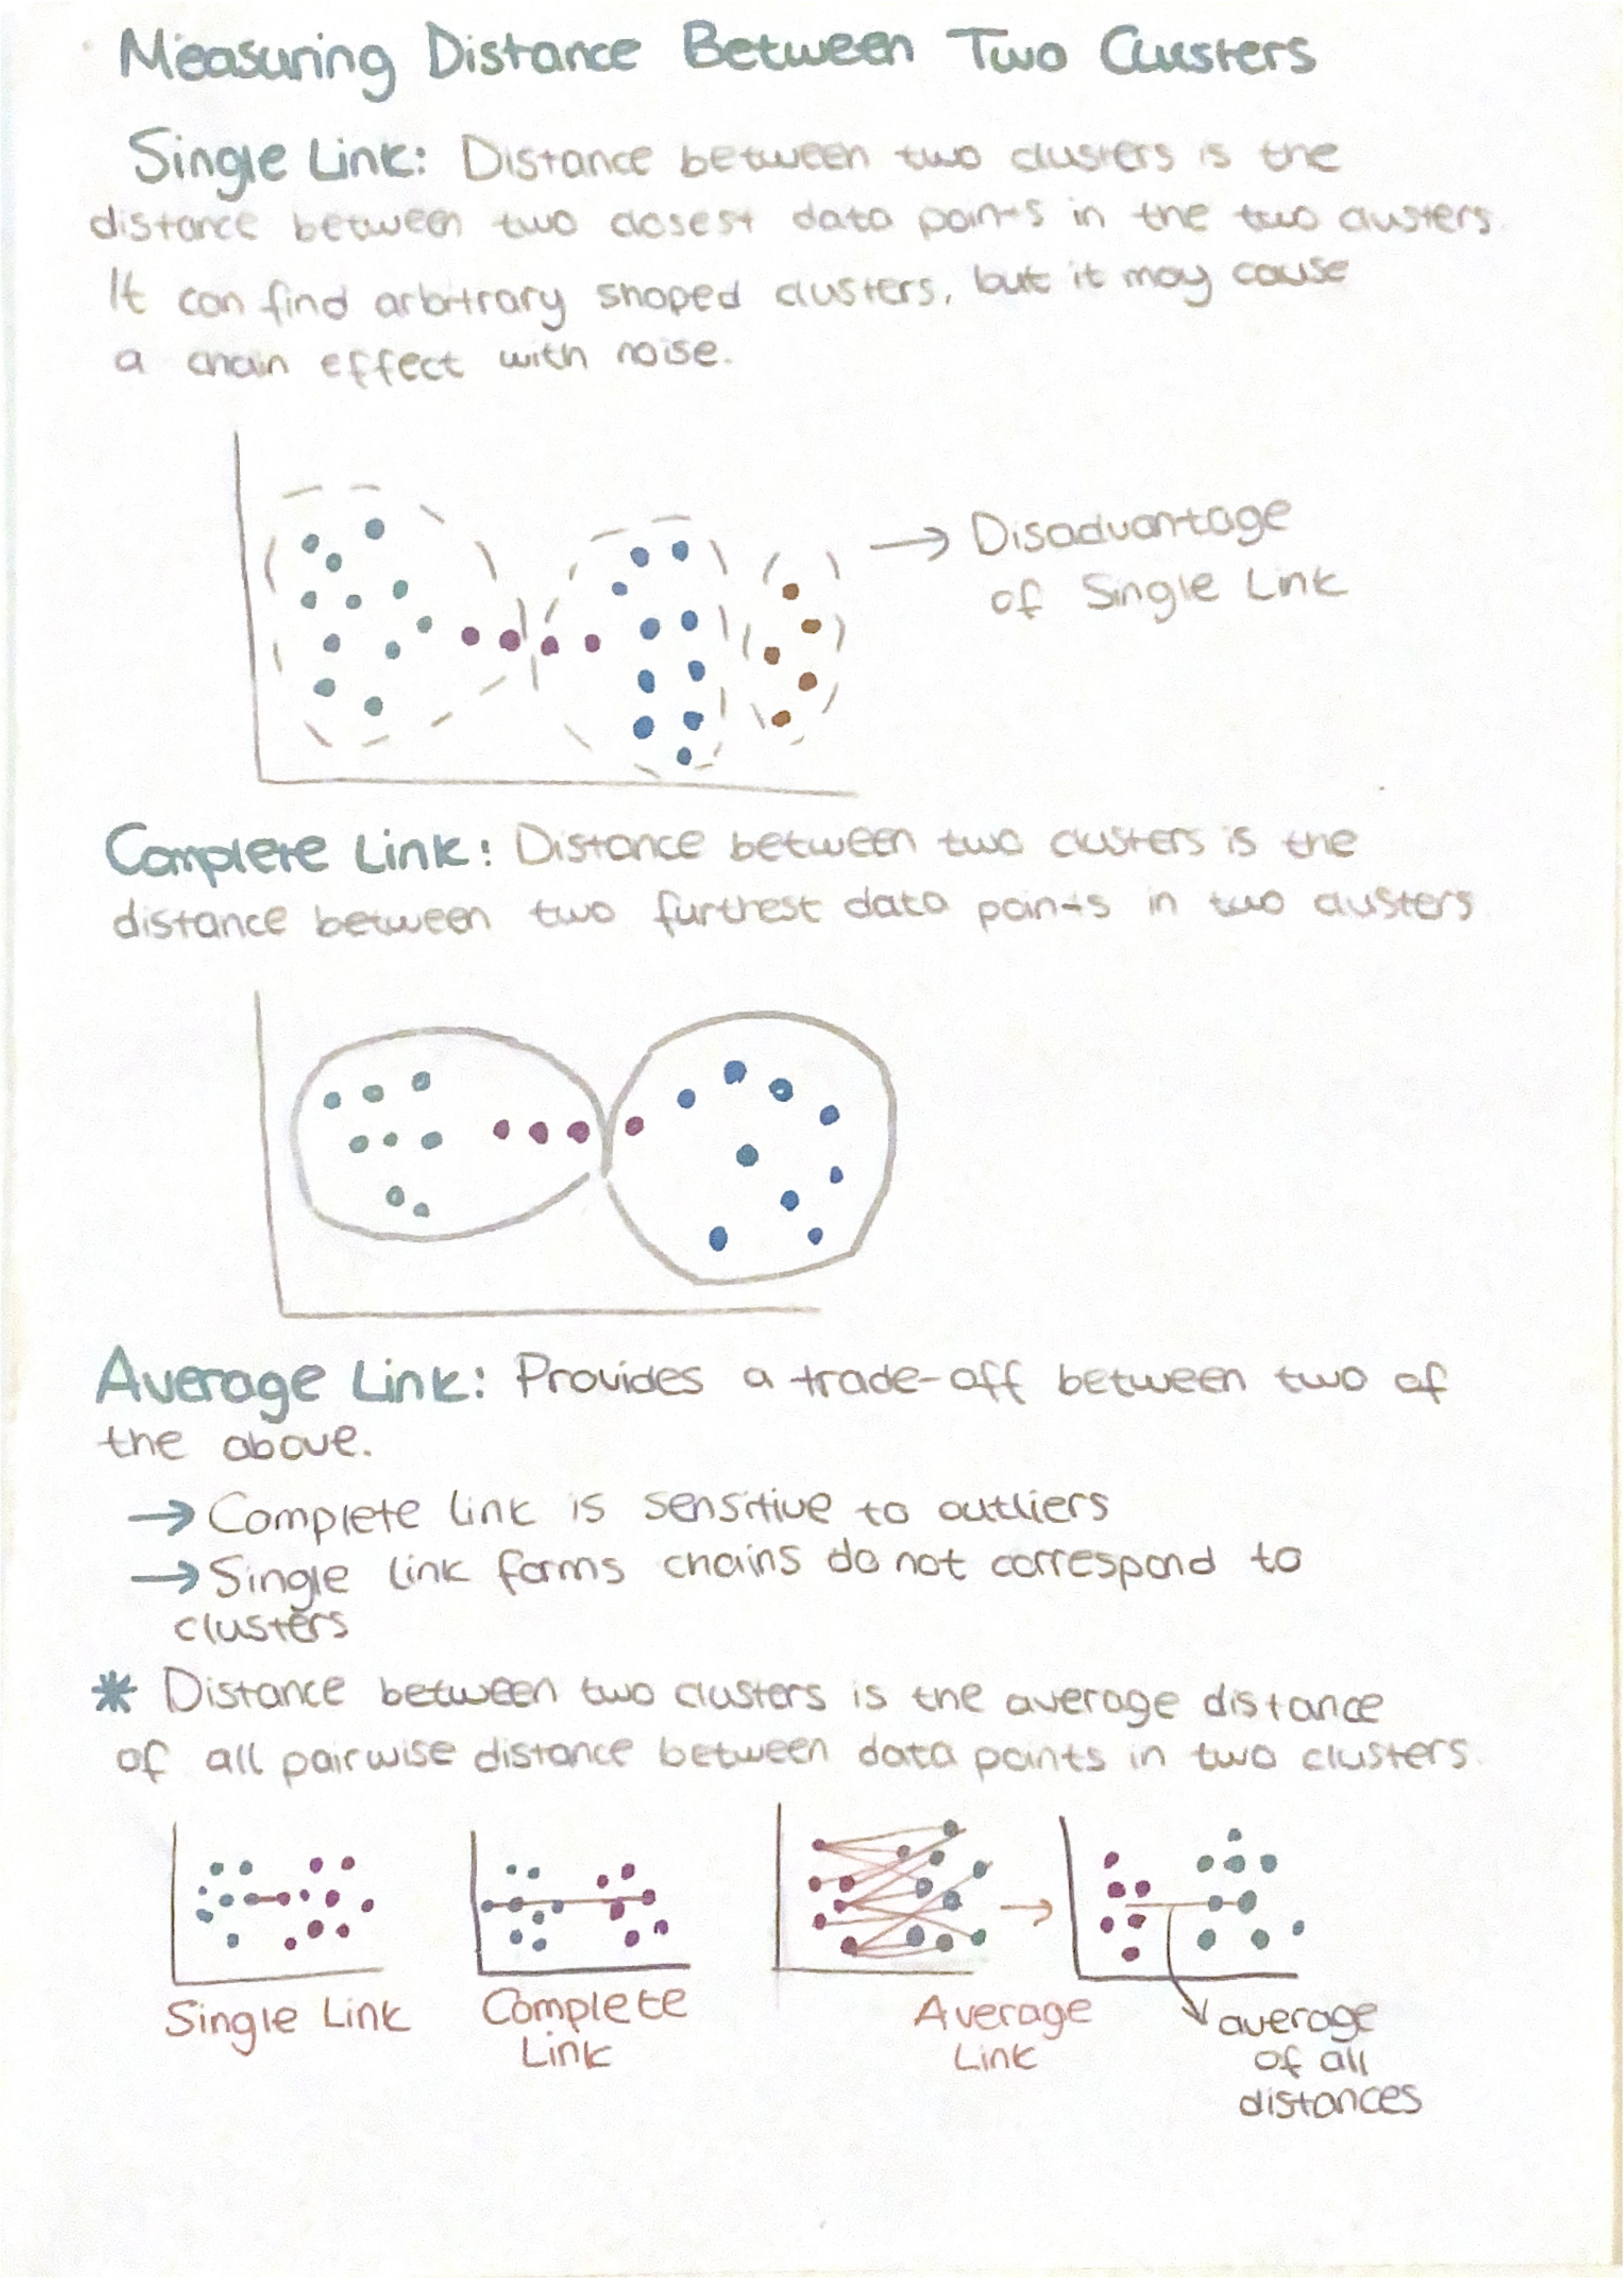 Measuring Distance Between Two Clusters
Single Link: Distance between two clusters is the
distance between two closest data points in the two clusters.
It can find arbitrary shaped clusters, but it may cause
a chain effect with noise.
→ Disadvantage
of Single Link
Complete Link: Distance between two clusters is the
distance between two furthest data points in two clusters
Average Link: Provides a trade-off between two of
the above.
→ Complete link is sensitive to outliers
→ Single link forms chains do not correspond to
clusters
* Distance between two clusters is the average distance
of all pairwise distance between data points in two clusters.
Single Link
Complete
Link
Average
Link
average
of all
distances